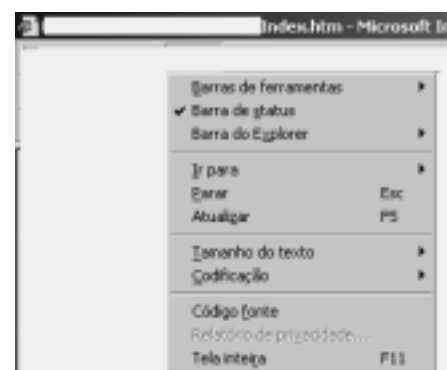 Index.htm - Microsoft In
Barras de ferramentas
Barra de status
Barra do Explorer
Ir para
Parar Esc
Atualizar F5
Tamanho do texto
Codificação
Código fonte
Relatório de privacidade...
Tela inteira F11